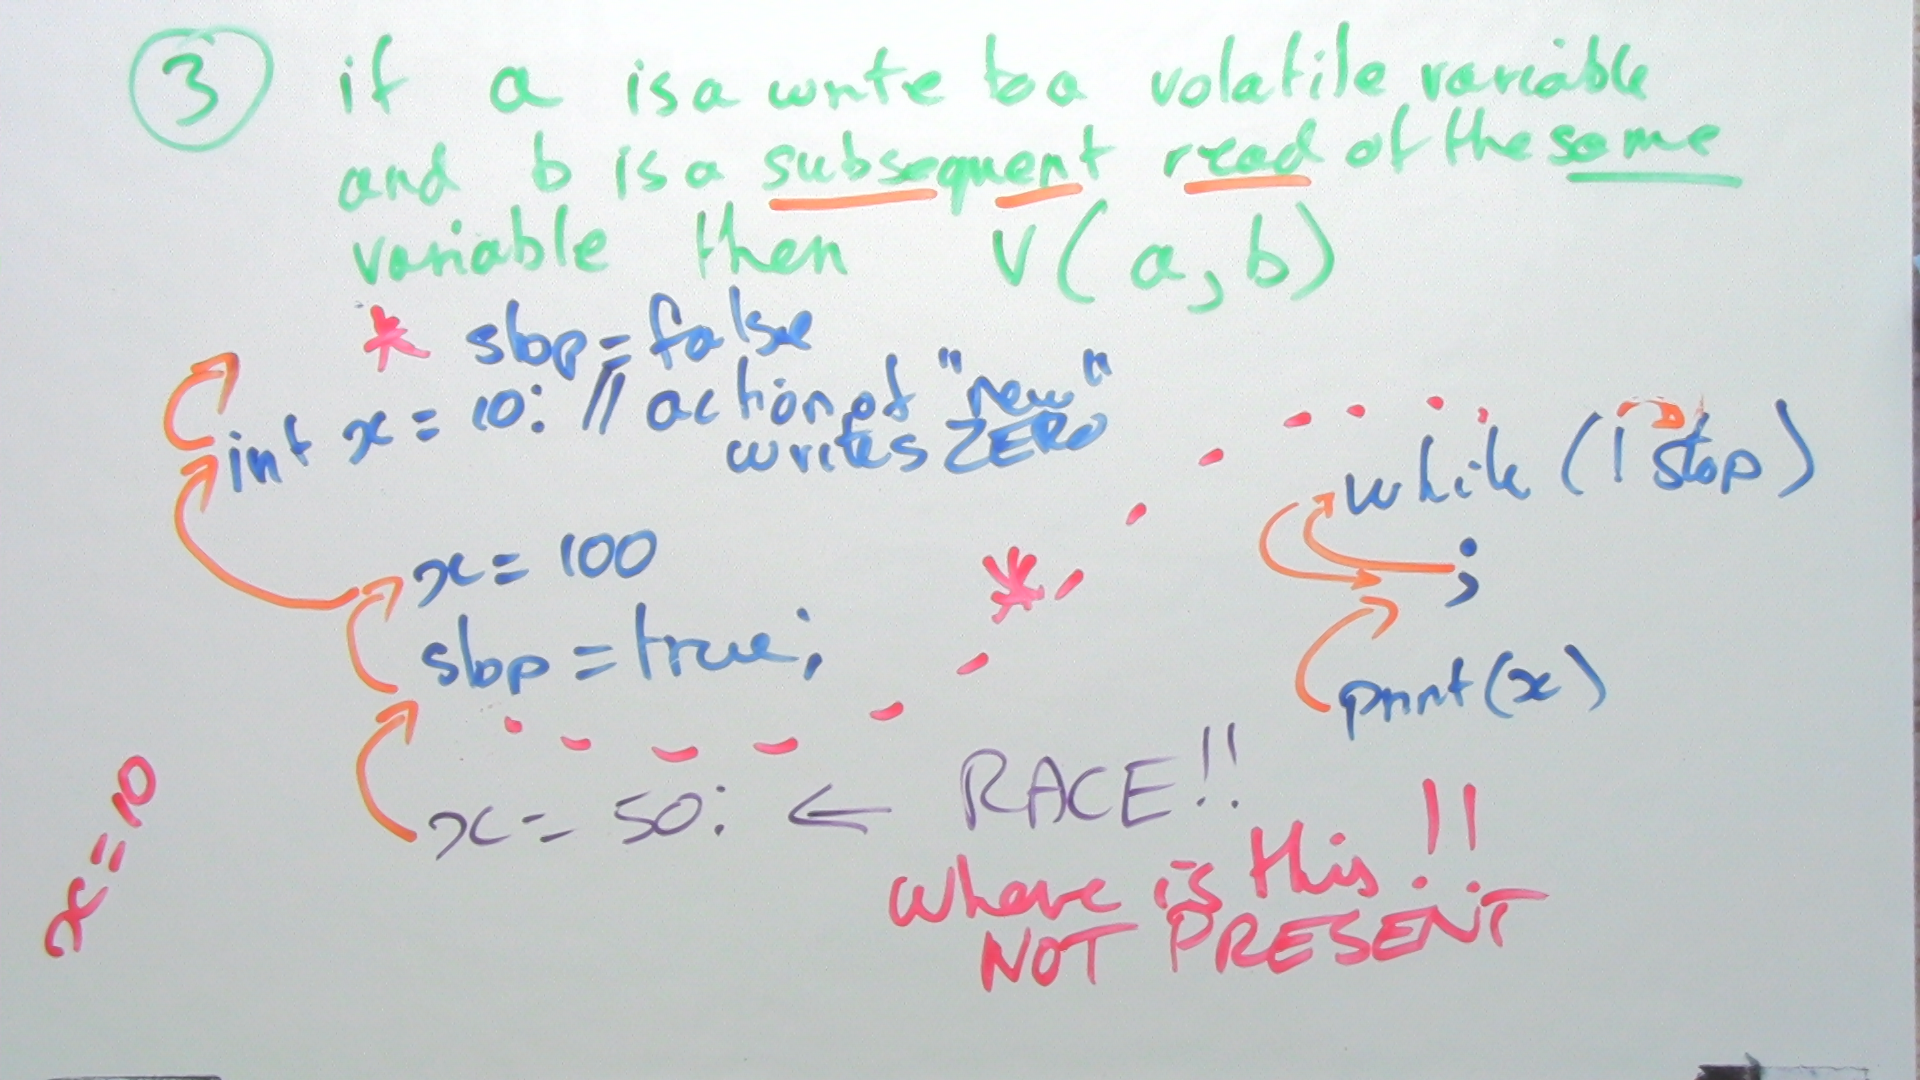 3 if a is a write to a volatile variable
and b is a subsequent read of the same
variable then V(a,b)
* stop = false
int x = 10; // action of "new"
writes ZERO
while (! stop)
;
x = 100
*
stop = true;
print(x)
x = 50; ← RACE!!
where is this!!
NOT PRESENT
x = 10